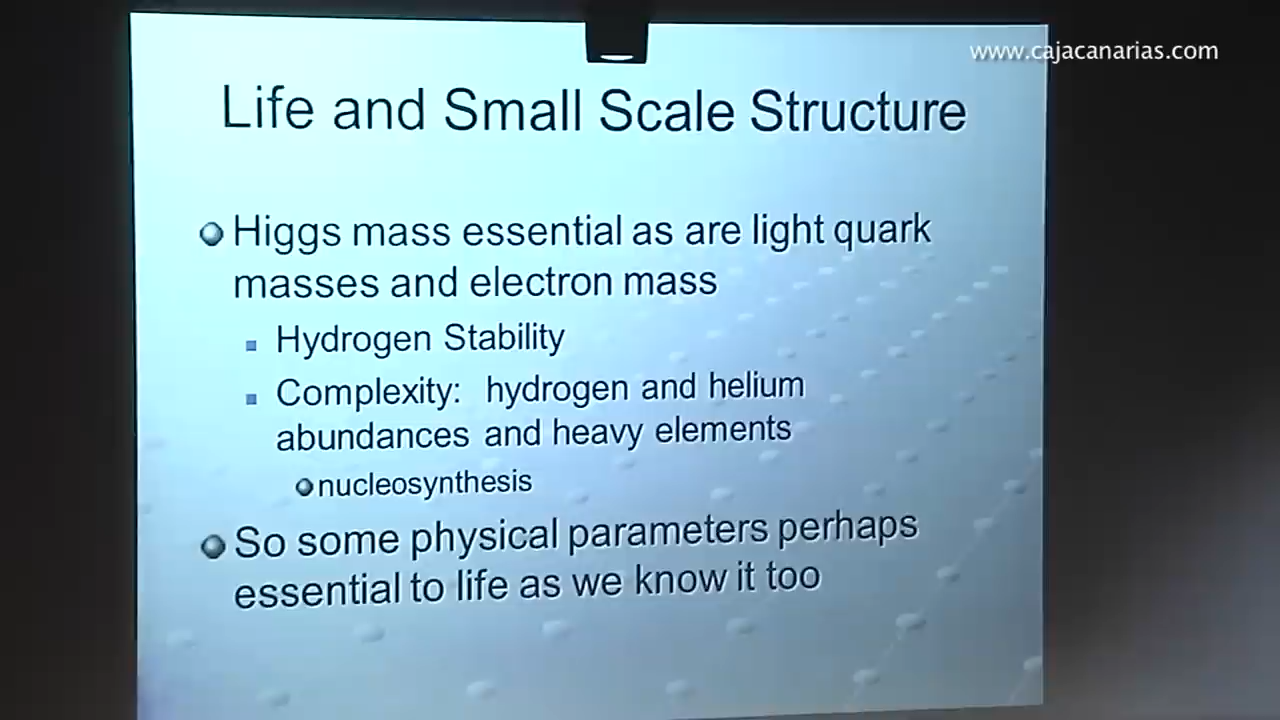 www.cajacanarias.com
Life and Small Scale Structure
Higgs mass essential as are light quark
masses and electron mass
Hydrogen Stability
Complexity: hydrogen and helium
abundances and heavy elements
nucleosynthesis
So some physical parameters perhaps
essential to life as we know it too